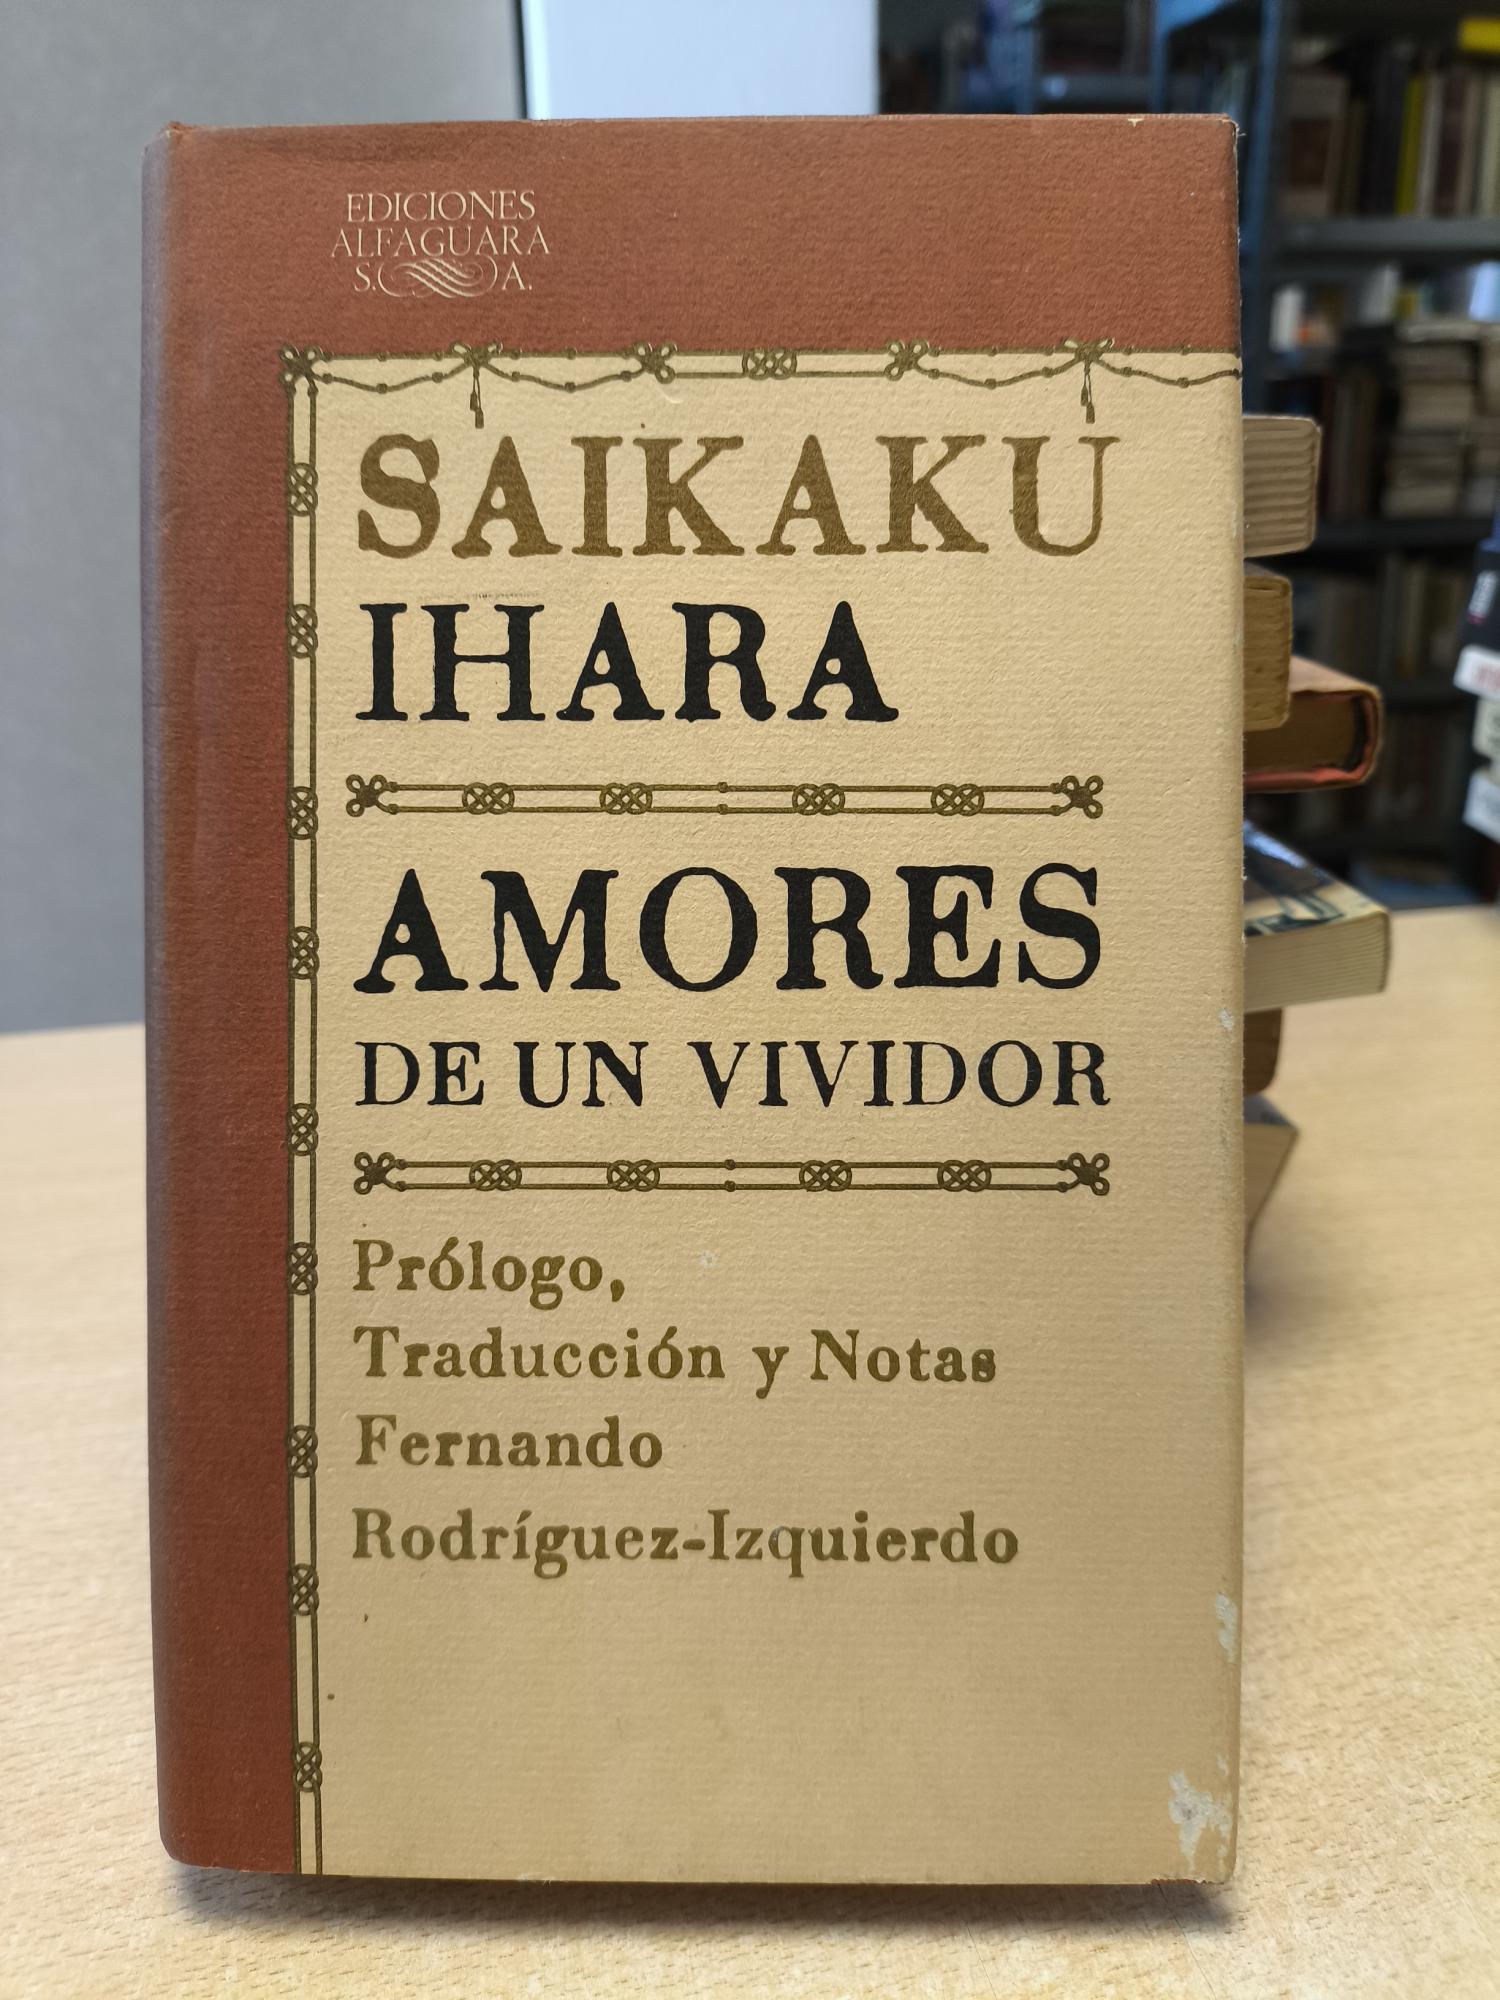 EDICIONES
ALFAGUARA
S. A.
SAIKAKU
IHARA
AMORES
DE UN VIVIDOR
Prólogo,
Traducción y Notas
Fernando
Rodríguez-Izquierdo